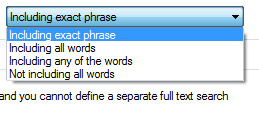 Including exact phrase
Including exact phrase
Including all words
Including any of the words
Not including all words
and you cannot define a separate full text search